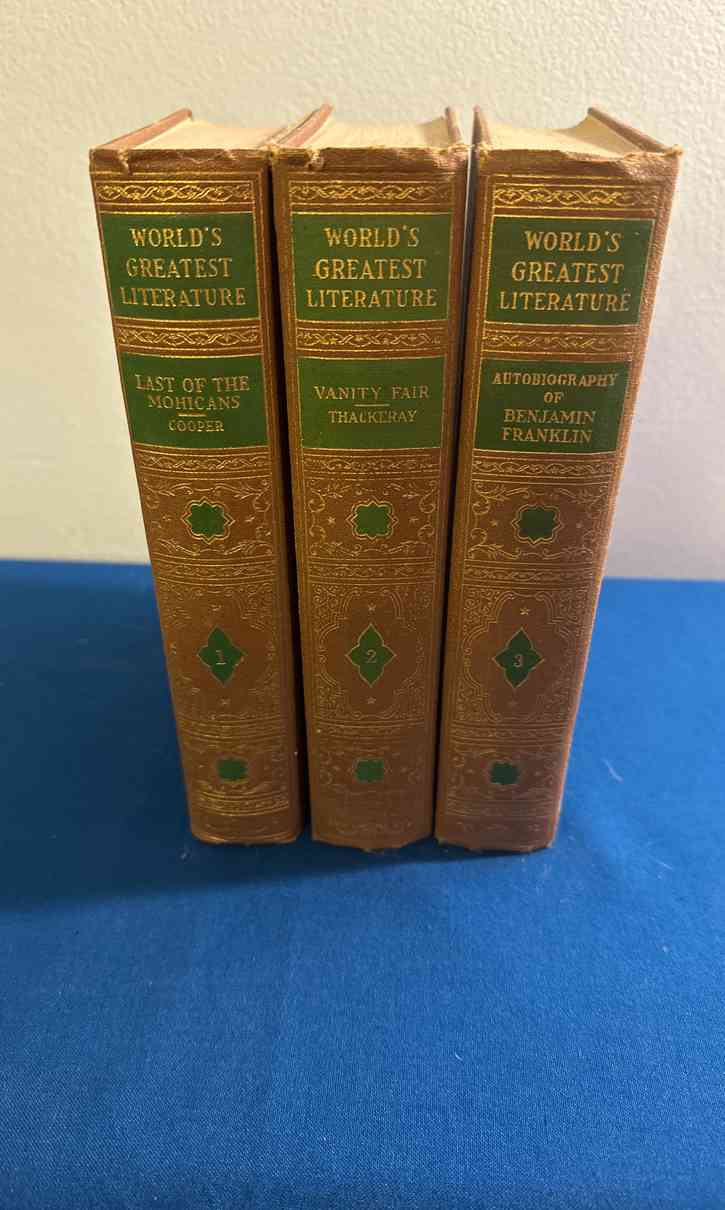 WORLD'S
GREATEST
LITERATURE
LAST OF THE
MOHICANS
COOPER
1
WORLD'S
GREATEST
LITERATURE
VANITY FAIR
THACKERAY
2
WORLD'S
GREATEST
LITERATURE
AUTOBIOGRAPHY
OF
BENJAMIN
FRANKLIN
3